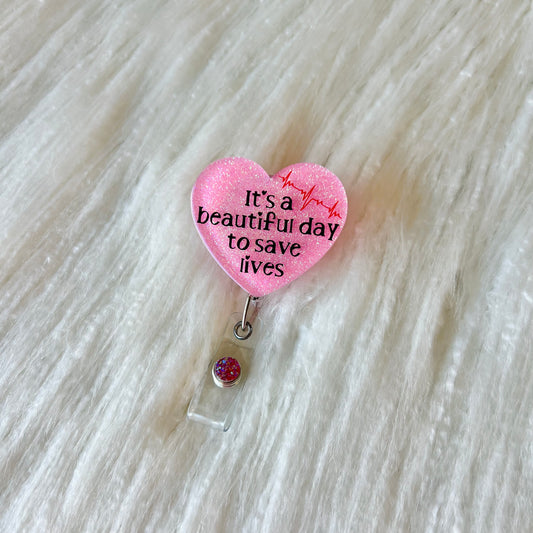 It's a
beautiful day
to save
lives